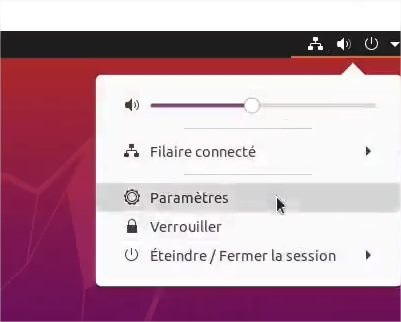 Filaire connecté
Paramètres
Verrouiller
Éteindre / Fermer la session